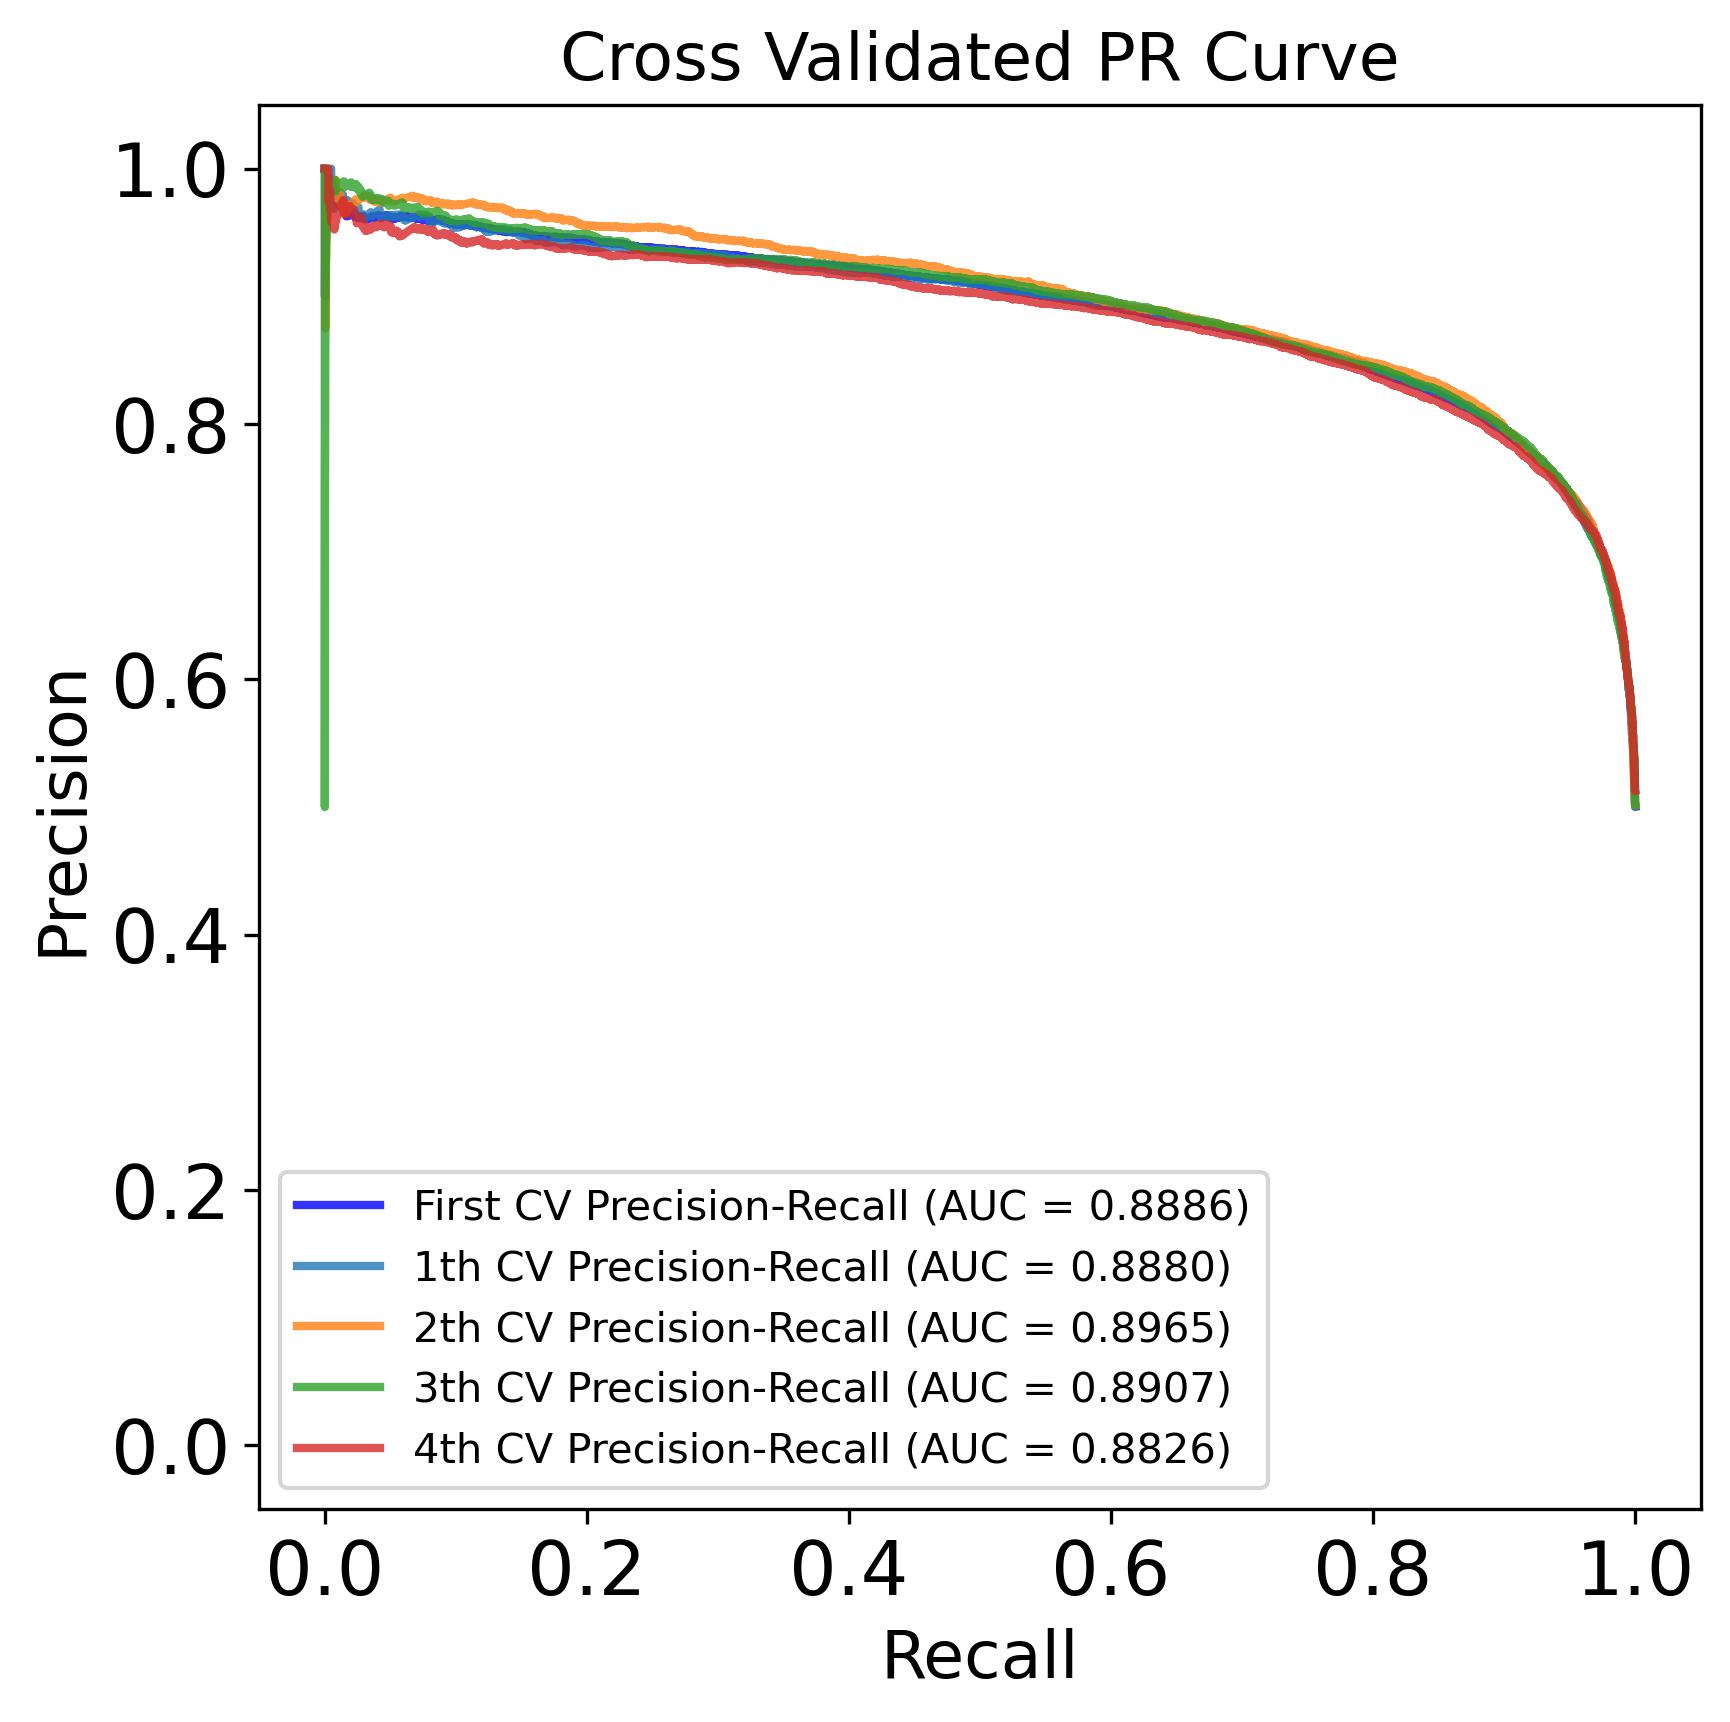 Cross Validated PR Curve
1.0
0.8
0.6
0.4
0.2
0.0
Precision
First CV Precision-Recall (AUC = 0.8886)
1th CV Precision-Recall (AUC = 0.8880)
2th CV Precision-Recall (AUC = 0.8965)
3th CV Precision-Recall (AUC = 0.8907)
4th CV Precision-Recall (AUC = 0.8826)
0.0 0.2 0.4 0.6 0.8 1.0
Recall